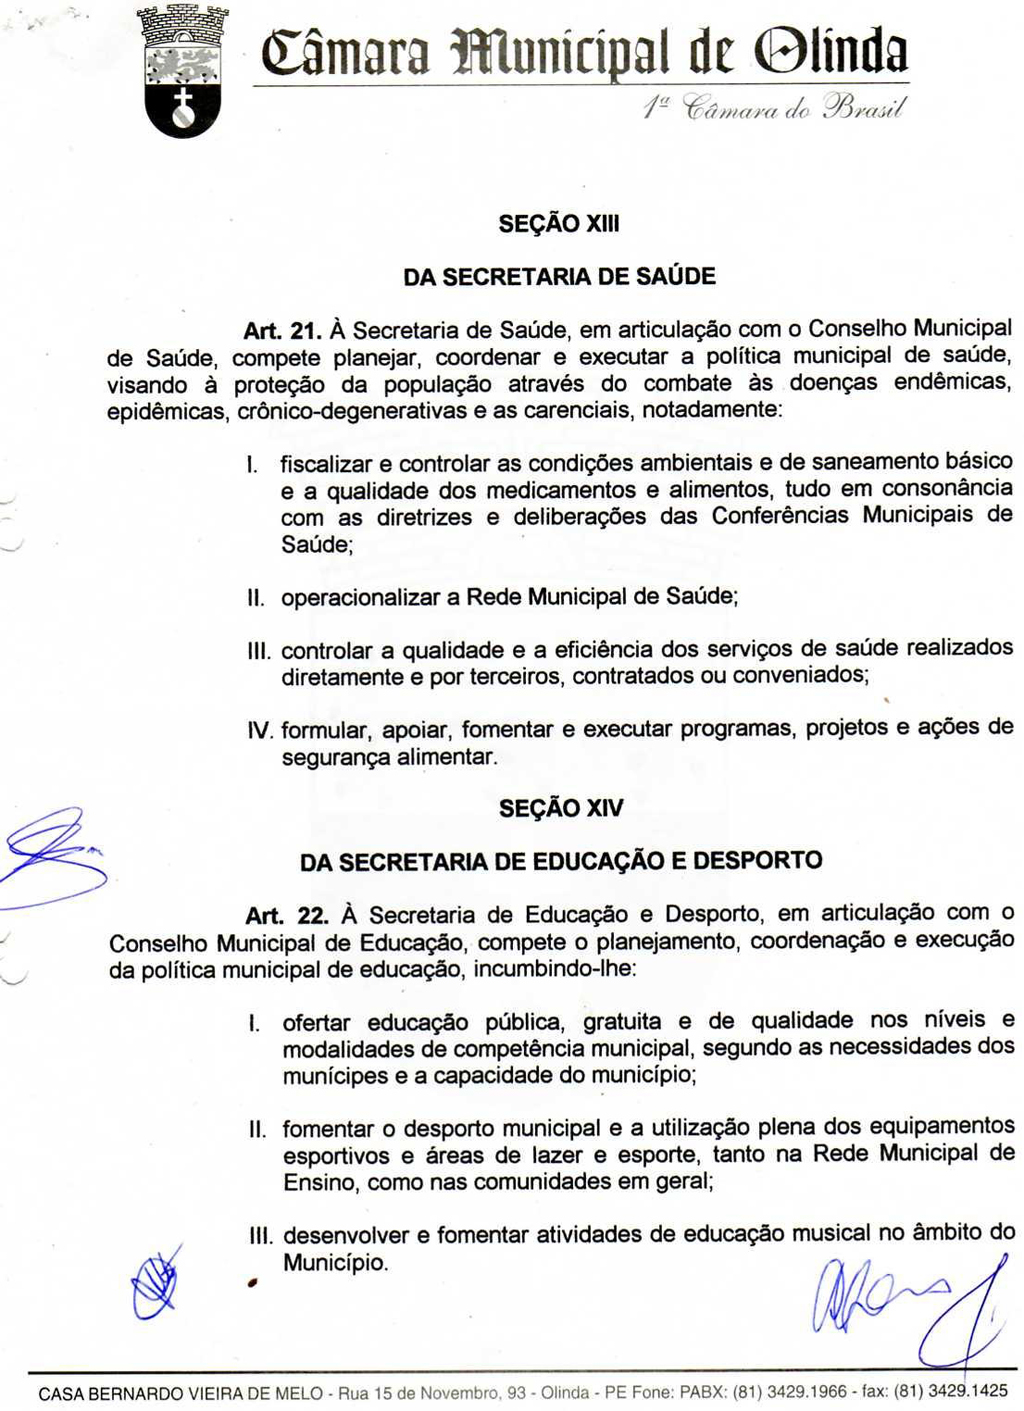 Câmara Municipal de Olinda
1ª Câmara do Brasil
SEÇÃO XIII
DA SECRETARIA DE SAÚDE
Art. 21. À Secretaria de Saúde, em articulação com o Conselho Municipal
de Saúde, compete planejar, coordenar e executar a política municipal de saúde,
visando à proteção da população através do combate às doenças endêmicas,
epidêmicas, crônico-degenerativas e as carenciais, notadamente:
I. fiscalizar e controlar as condições ambientais e de saneamento básico
e a qualidade dos medicamentos e alimentos, tudo em consonância
com as diretrizes e deliberações das Conferências Municipais de
Saúde;
II. operacionalizar a Rede Municipal de Saúde;
III. controlar a qualidade e a eficiência dos serviços de saúde realizados
diretamente e por terceiros, contratados ou conveniados;
IV. formular, apoiar, fomentar e executar programas, projetos e ações de
segurança alimentar.
SEÇÃO XIV
DA SECRETARIA DE EDUCAÇÃO E DESPORTO
Art. 22. À Secretaria de Educação e Desporto, em articulação com o
Conselho Municipal de Educação, compete o planejamento, coordenação e execução
da política municipal de educação, incumbindo-lhe:
I. ofertar educação pública, gratuita e de qualidade nos níveis e
modalidades de competência municipal, segundo as necessidades dos
munícipes e a capacidade do município;
II. fomentar o desporto municipal e a utilização plena dos equipamentos
esportivos e áreas de lazer e esporte, tanto na Rede Municipal de
Ensino, como nas comunidades em geral;
III. desenvolver e fomentar atividades de educação musical no âmbito do
Município.
CASA BERNARDO VIEIRA DE MELO - Rua 15 de Novembro, 93 - Olinda - PE Fone: PABX: (81) 3429.1966 - fax: (81) 3429.1425